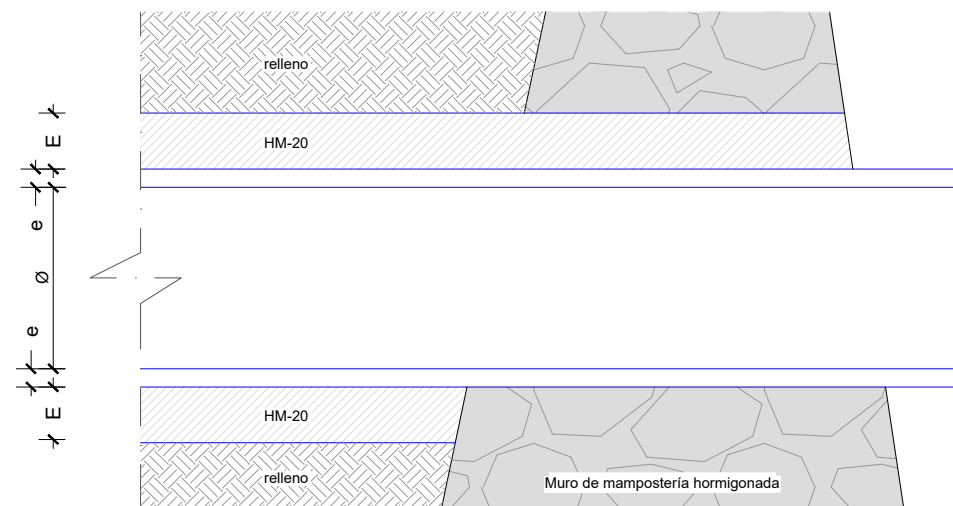 relleno
E
HM-20
e
Ø
e
E
HM-20
relleno
Muro de mampostería hormigonada